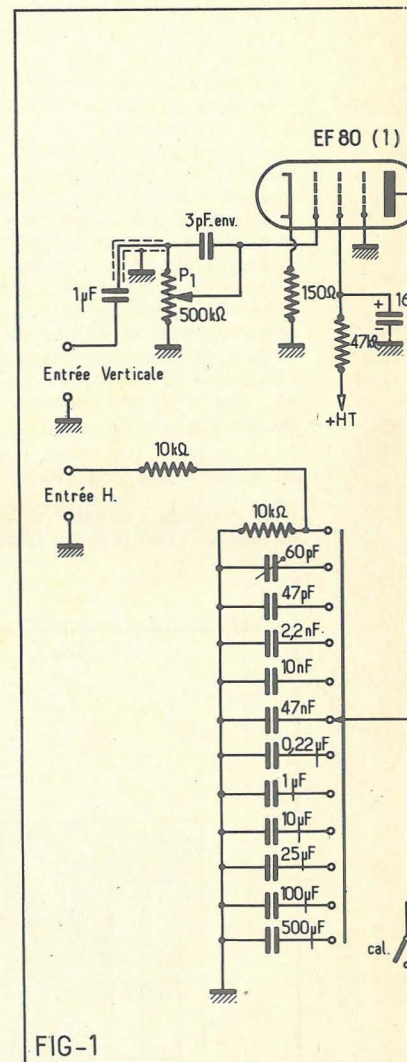 EF 80 (1)
3pF. env.
P1
1µF
500kΩ
150Ω
+
16
-
47kΩ
Entrée Verticale
+HT
10kΩ
Entrée H.
10kΩ
60pF
47pF
2,2nF.
10nF
47nF
0,22µF
1µF
10µF
25µF
100µF
500µF
cal.
FIG-1